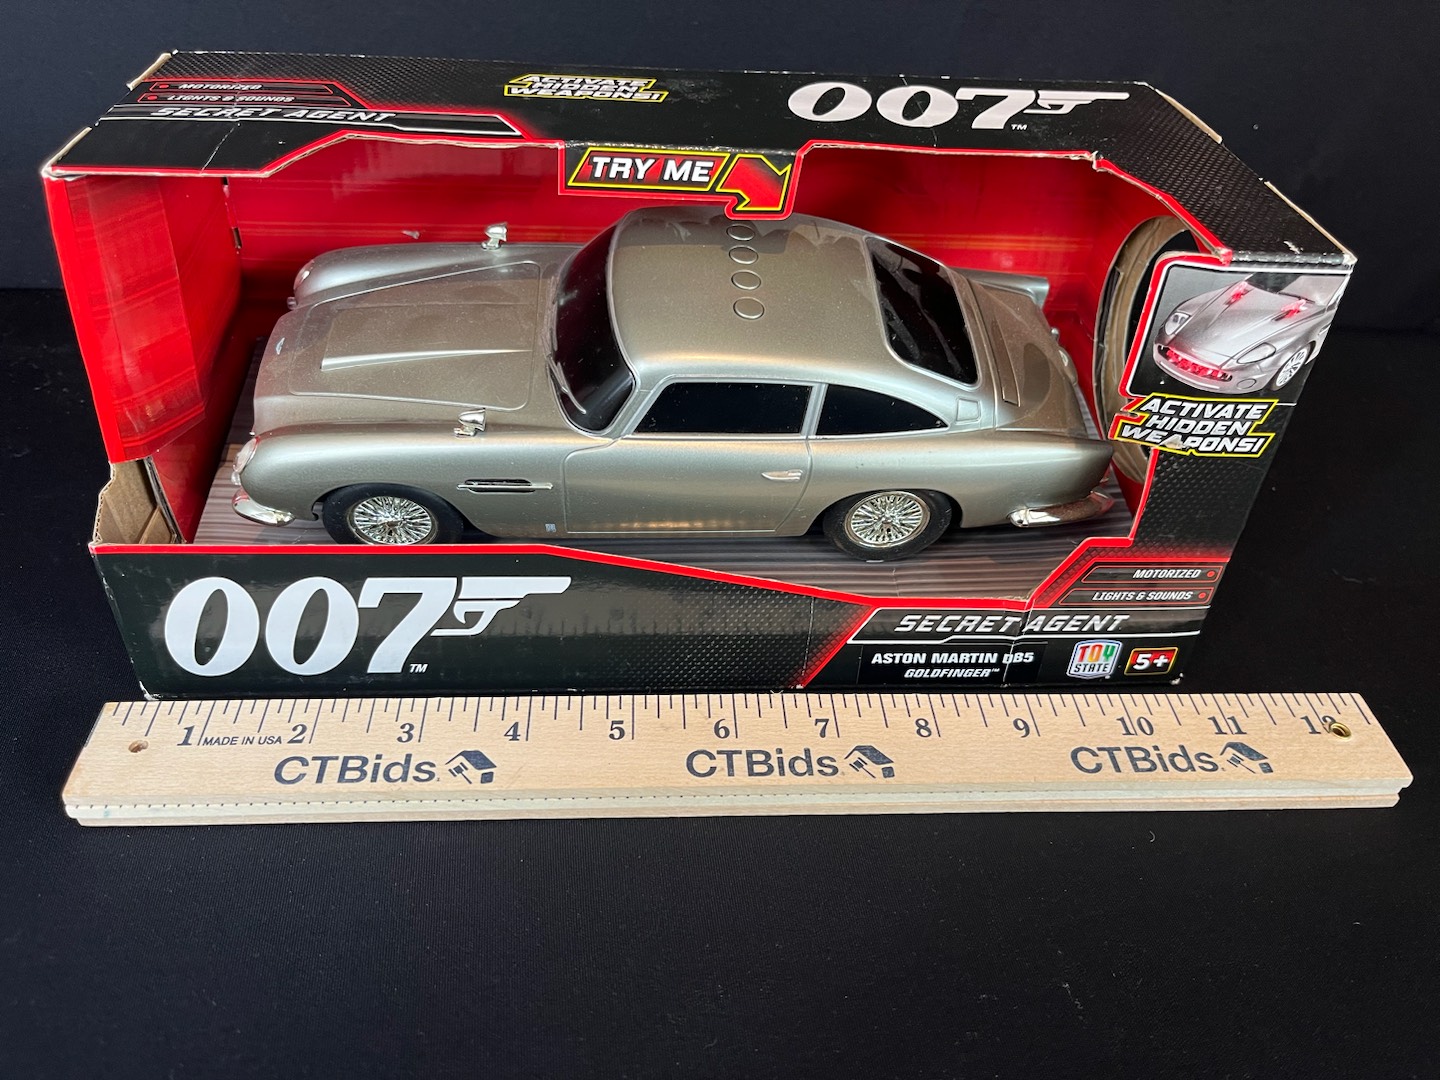 MOTORIZED
LIGHTS & SOUNDS
SECRET AGENT
ACTIVATE
HIDDEN
WEAPONS!
007
TM
TRY ME
ACTIVATE
HIDDEN
WEAPONS!
MOTORIZED
LIGHTS & SOUNDS
007
TM
SECRET AGENT
ASTON MARTIN DB5
GOLDFINGER™
TOY
STATE
5+
1 MADE IN USA 2 3 4 5 6 7 8 9 10 11 12
CTBids CTBids CTBids